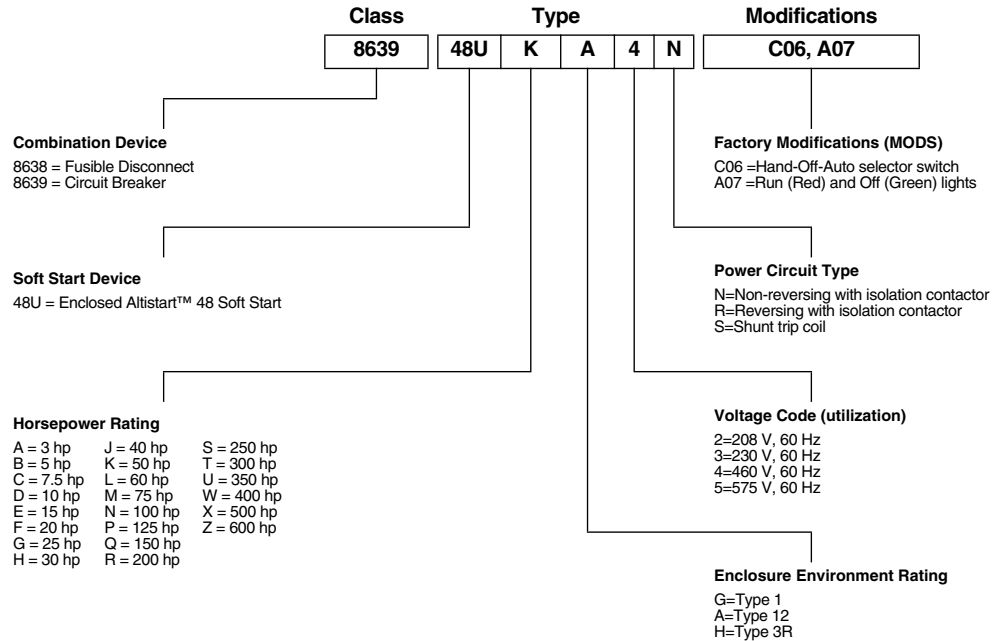 Class Type Modifications
8639 48U K A 4 N C06, A07
Combination Device
8638 = Fusible Disconnect
8639 = Circuit Breaker
Factory Modifications (MODS)
C06 =Hand-Off-Auto selector switch
A07 =Run (Red) and Off (Green) lights
Soft Start Device
48U = Enclosed Altistart™ 48 Soft Start
Power Circuit Type
N=Non-reversing with isolation contactor
R=Reversing with isolation contactor
S=Shunt trip coil
Horsepower Rating
A = 3 hp J = 40 hp S = 250 hp
B = 5 hp K = 50 hp T = 300 hp
C = 7.5 hp L = 60 hp U = 350 hp
D = 10 hp M = 75 hp W = 400 hp
E = 15 hp N = 100 hp X = 500 hp
F = 20 hp P = 125 hp Z = 600 hp
G = 25 hp Q = 150 hp
H = 30 hp R = 200 hp
Voltage Code (utilization)
2=208 V, 60 Hz
3=230 V, 60 Hz
4=460 V, 60 Hz
5=575 V, 60 Hz
Enclosure Environment Rating
G=Type 1
A=Type 12
H=Type 3R